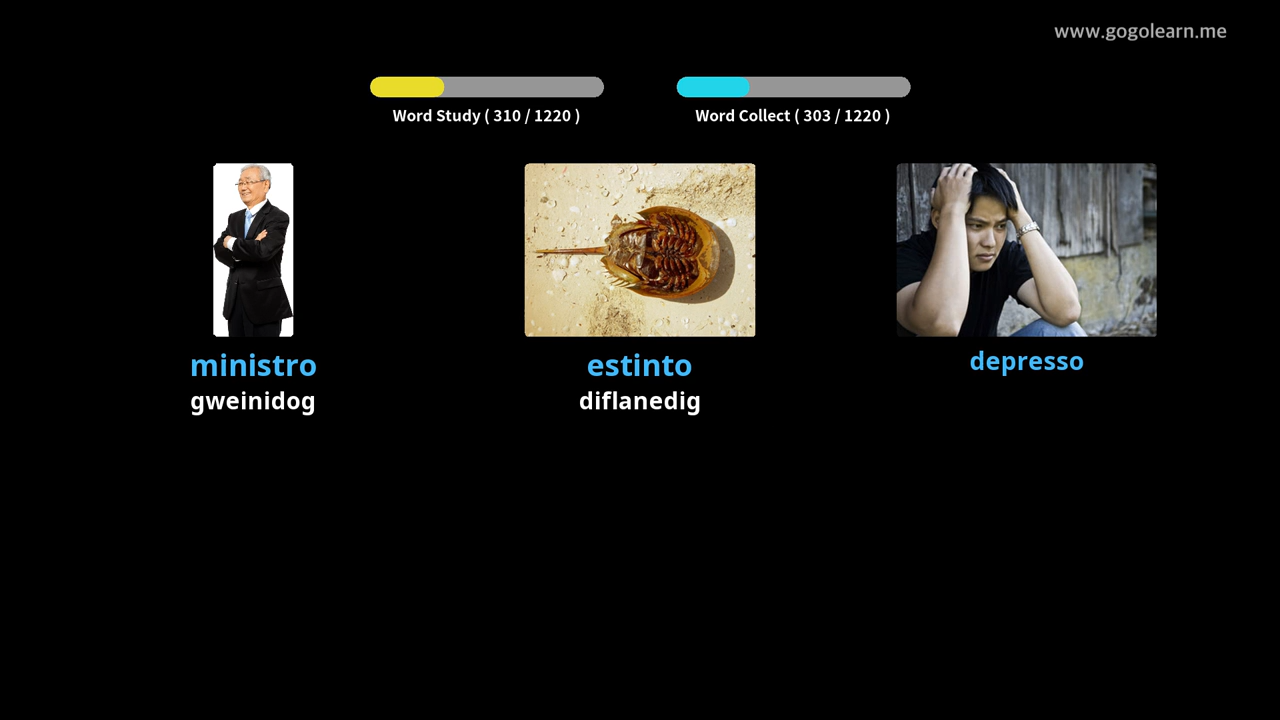 www.gogolearn.me
Word Study ( 310 / 1220 )
Word Collect ( 303 / 1220 )
ministro
gweinidog
estinto
diflanedig
depresso